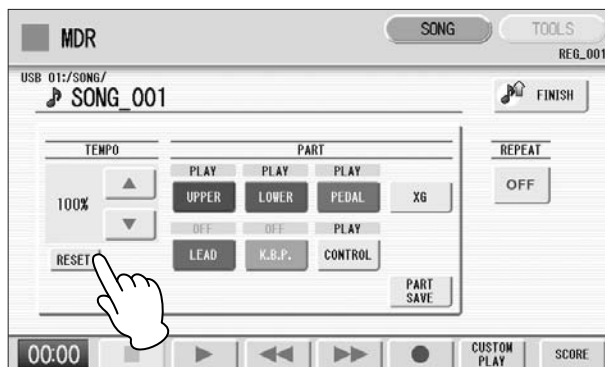 MDR
SONG
TOOLS
REG_001
USB 01:/SONG/
SONG_001
FINISH
TEMPO
PART
REPEAT
PLAY PLAY PLAY
100%
UPPER LOWER PEDAL XG
OFF
OFF OFF PLAY
RESET
LEAD K.B.P. CONTROL
PART
SAVE
00:00
CUSTOM
PLAY
SCORE